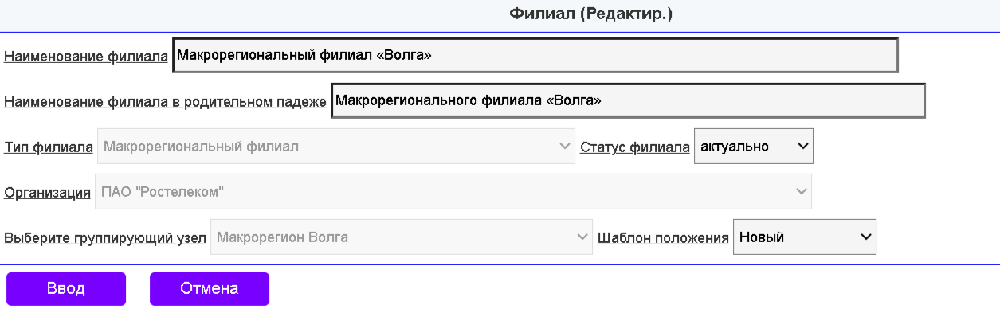 Филиал (Редактир.)
Наименование филиала Макрорегиональный филиал «Волга»
Наименование филиала в родительном падеже Макрорегионального филиала «Волга»
Тип филиала Макрорегиональный филиал Статус филиала актуально
Организация ПАО "Ростелеком"
Выберите группирующий узел Макрорегион Волга Шаблон положения Новый
Ввод Отмена